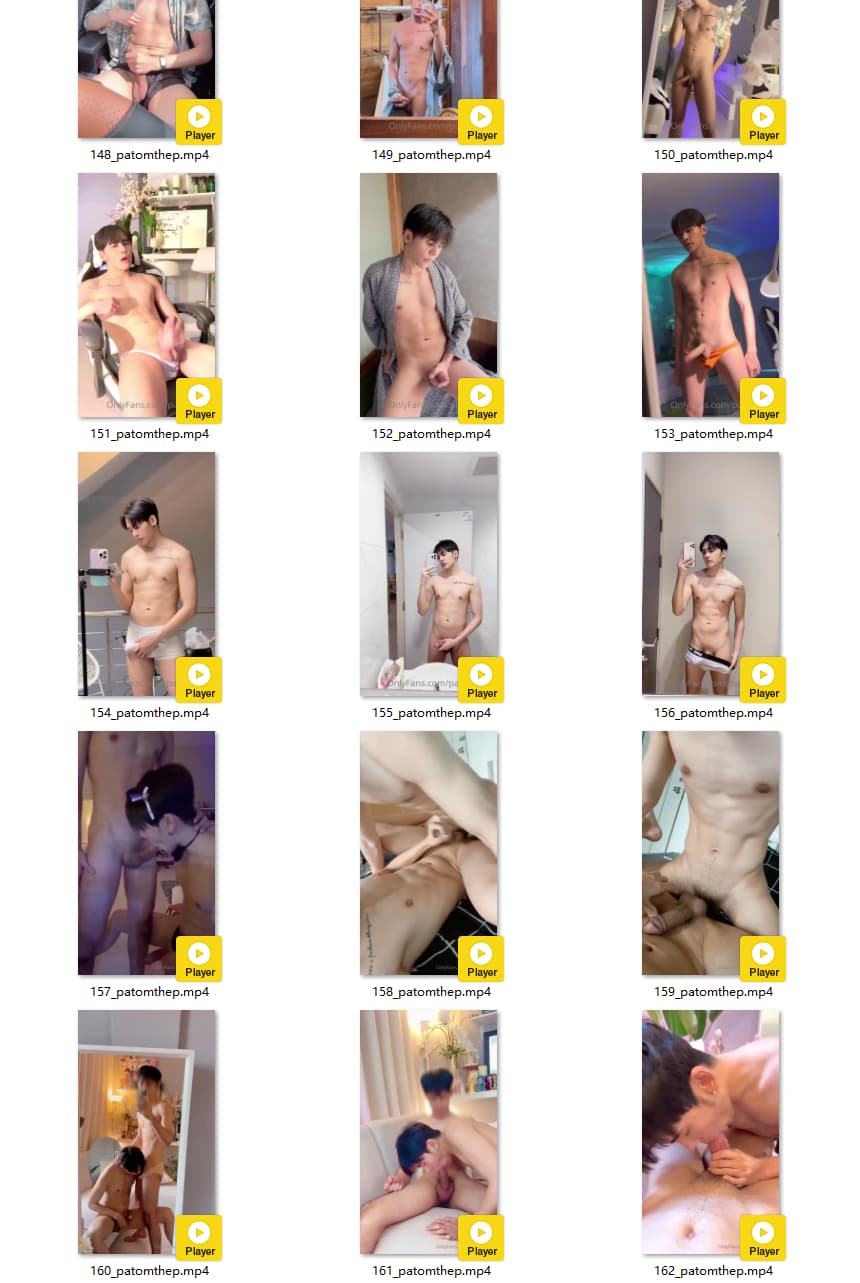 OnlyFans.com/pa
Player
Player
Player
148_patomthep.mp4
149_patomthep.mp4
150_patomthep.mp4
OnlyFans.com/pa
OnlyFans.com/pa
Player
Player
Player
151_patomthep.mp4
152_patomthep.mp4
153_patomthep.mp4
OnlyFans.com/pa
Player
Player
Player
154_patomthep.mp4
155_patomthep.mp4
156_patomthep.mp4
Player
Player
Player
157_patomthep.mp4
158_patomthep.mp4
159_patomthep.mp4
Player
Player
Player
160_patomthep.mp4
161_patomthep.mp4
162_patomthep.mp4